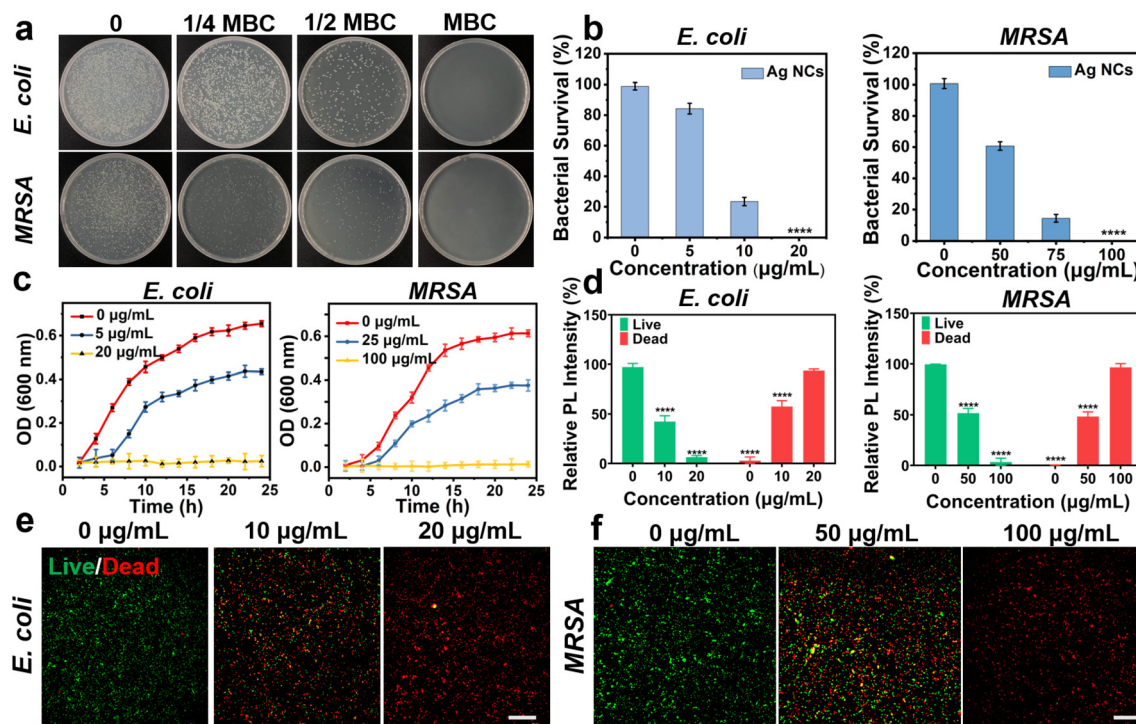 a
0 1/4 MBC 1/2 MBC MBC
E. coli
MRSA
b
E. coli
Bacterial Survival (%)
120
100
80
60
40
20
0
Ag NCs
****
0 5 10 20
Concentration (µg/mL)
MRSA
Bacterial Survival (%)
120
100
80
60
40
20
0
Ag NCs
****
0 50 75 100
Concentration (µg/mL)
c
E. coli
OD (600 nm)
0.6
0.4
0.2
0.0
0 µg/mL
5 µg/mL
20 µg/mL
0 5 10 15 20 25
Time (h)
MRSA
OD (600 nm)
0.6
0.4
0.2
0.0
0 µg/mL
25 µg/mL
100 µg/mL
0 5 10 15 20 25
Time (h)
d
E. coli
Relative PL Intensity (%)
150
100
50
0
Live
Dead
**** **** **** ****
0 10 20 0 10 20
Concentration (µg/mL)
MRSA
Relative PL Intensity (%)
150
100
50
0
Live
Dead
**** **** **** ****
0 50 100 0 50 100
Concentration (µg/mL)
e
0 µg/mL 10 µg/mL 20 µg/mL
Live/Dead
E. coli
f
0 µg/mL 50 µg/mL 100 µg/mL
MRSA